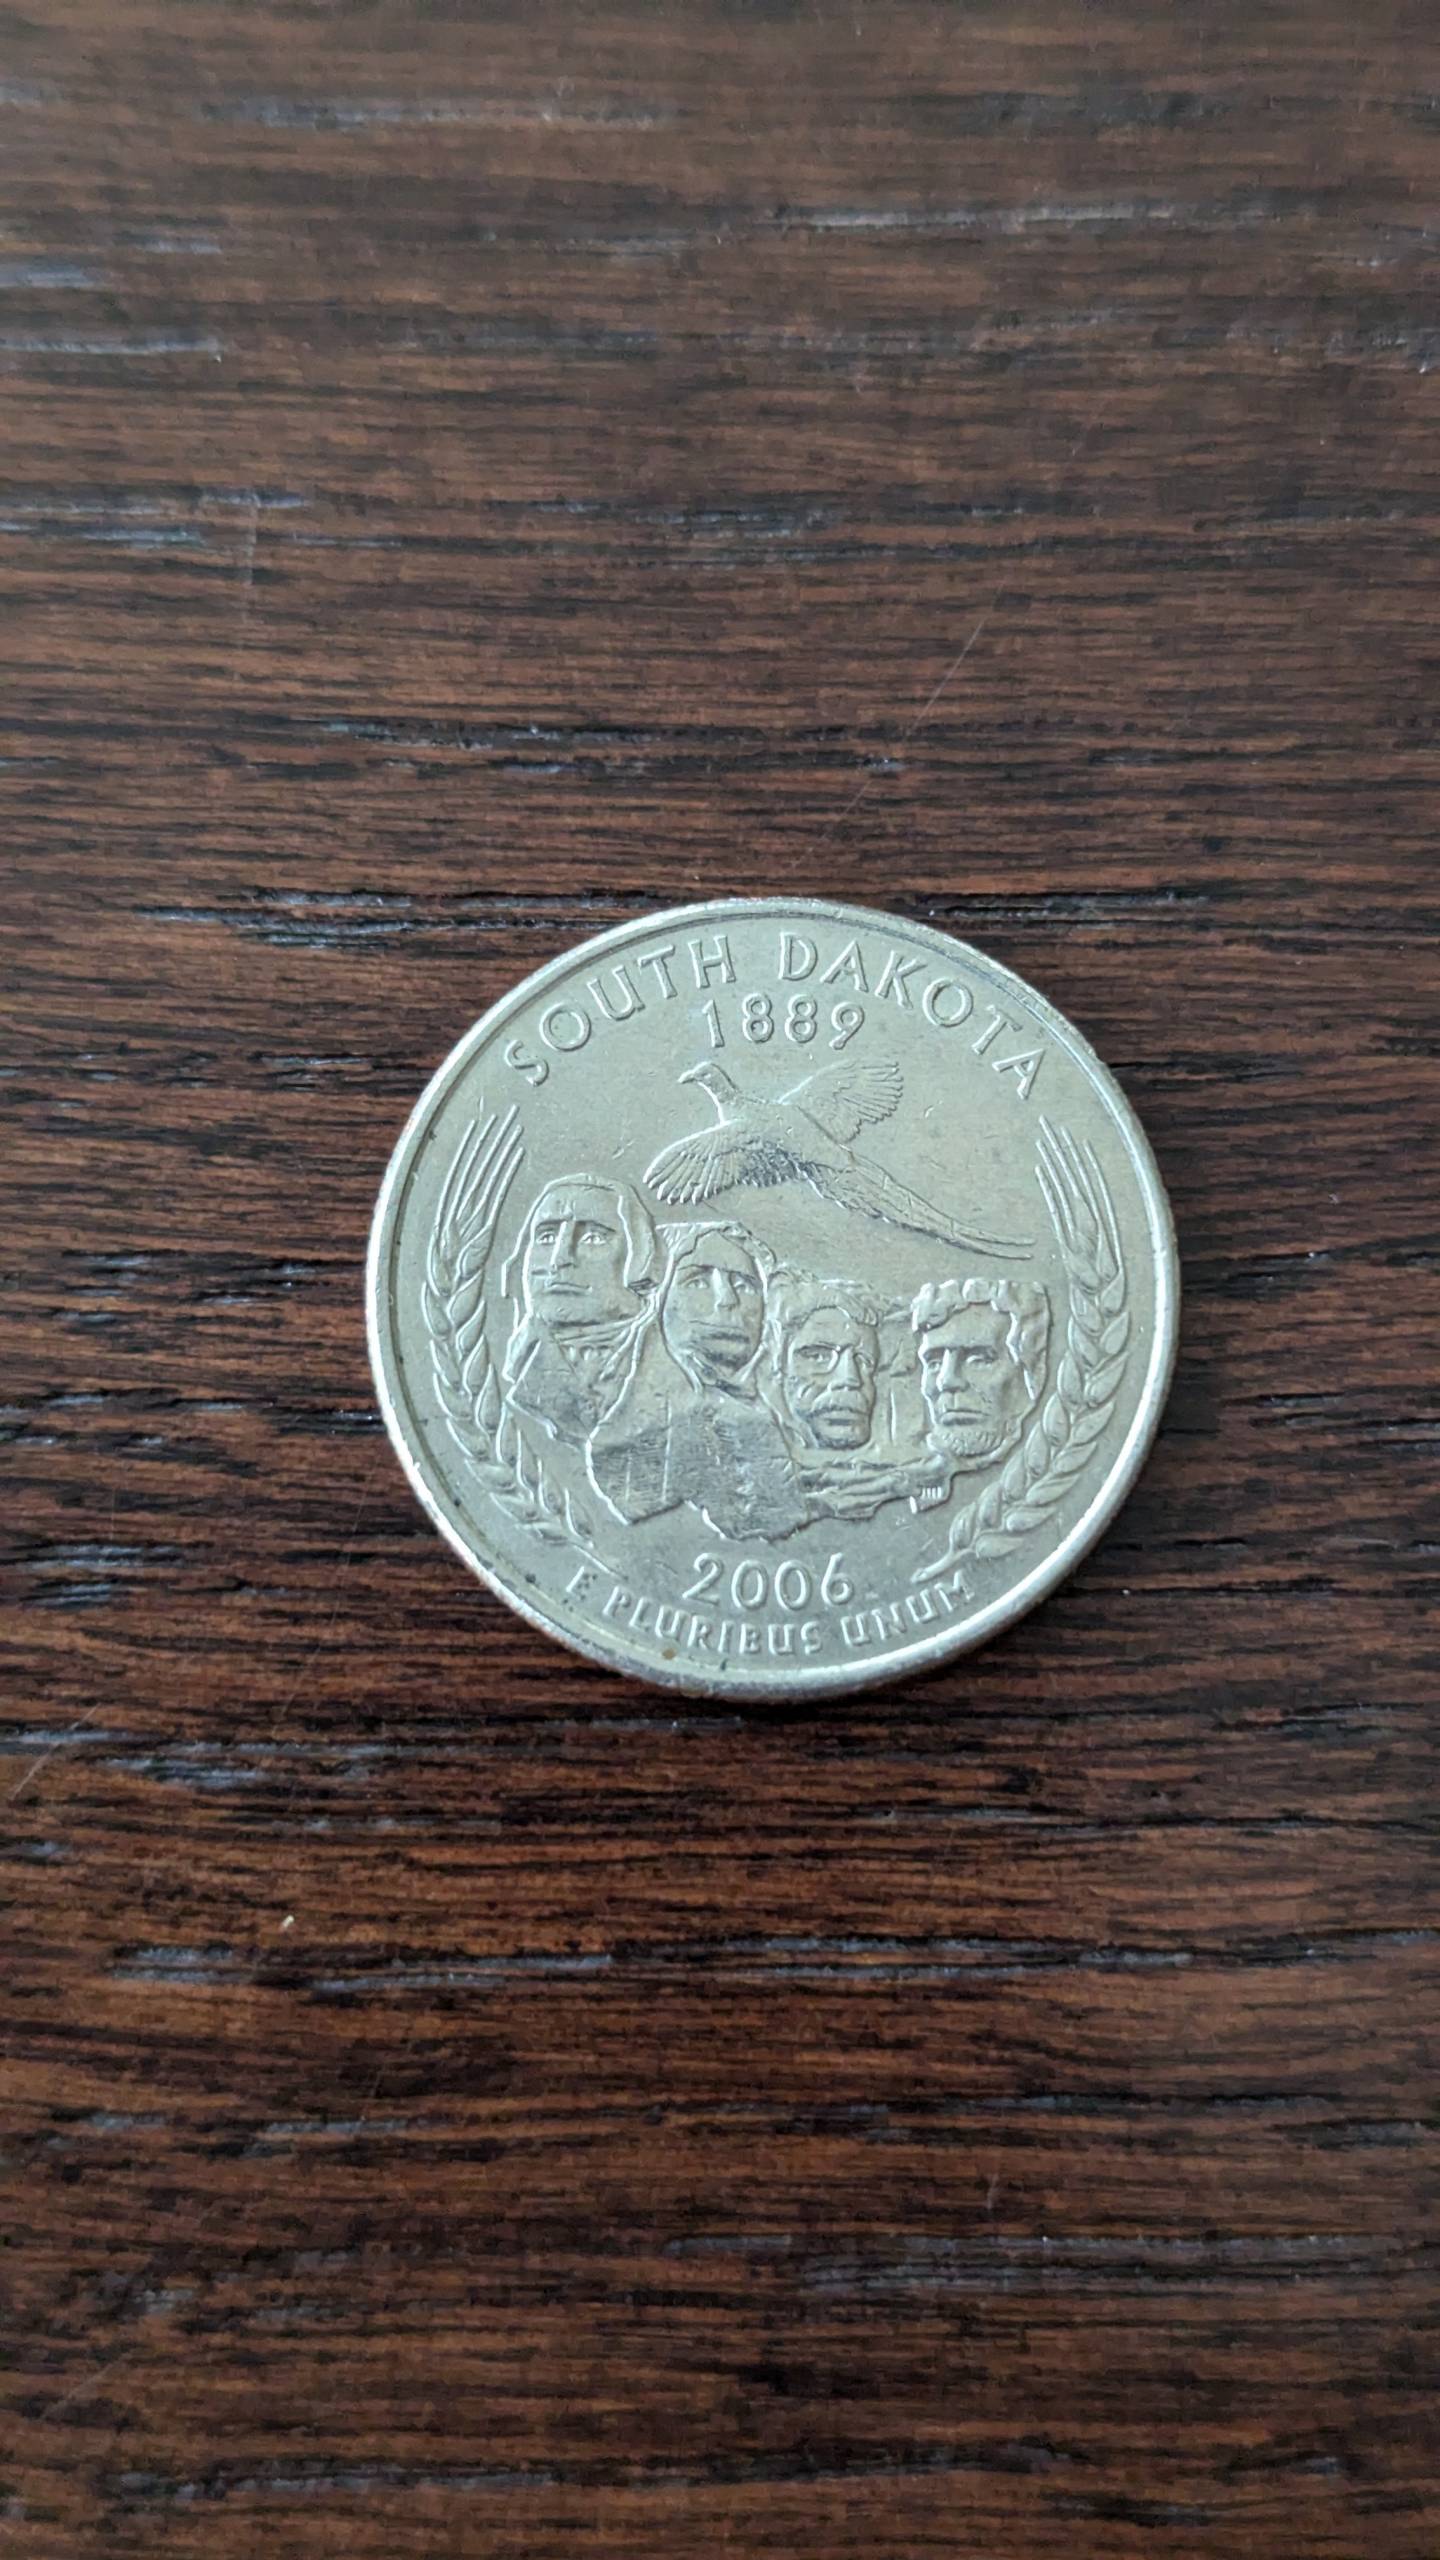 SOUTH DAKOTA
1889
2006
E PLURIBUS UNUM